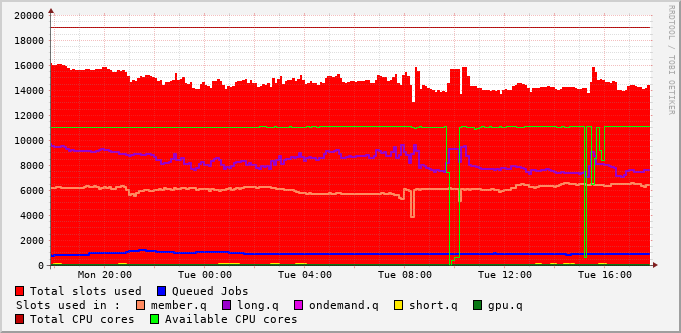 20000
18000
16000
14000
12000
10000
8000
6000
4000
2000
0
Mon 20:00 Tue 00:00 Tue 04:00 Tue 08:00 Tue 12:00 Tue 16:00
RRDTOOL / TOBI OETIKER
Total slots used Queued Jobs
Slots used in : member.q long.q ondemand.q short.q gpu.q
Total CPU cores Available CPU cores